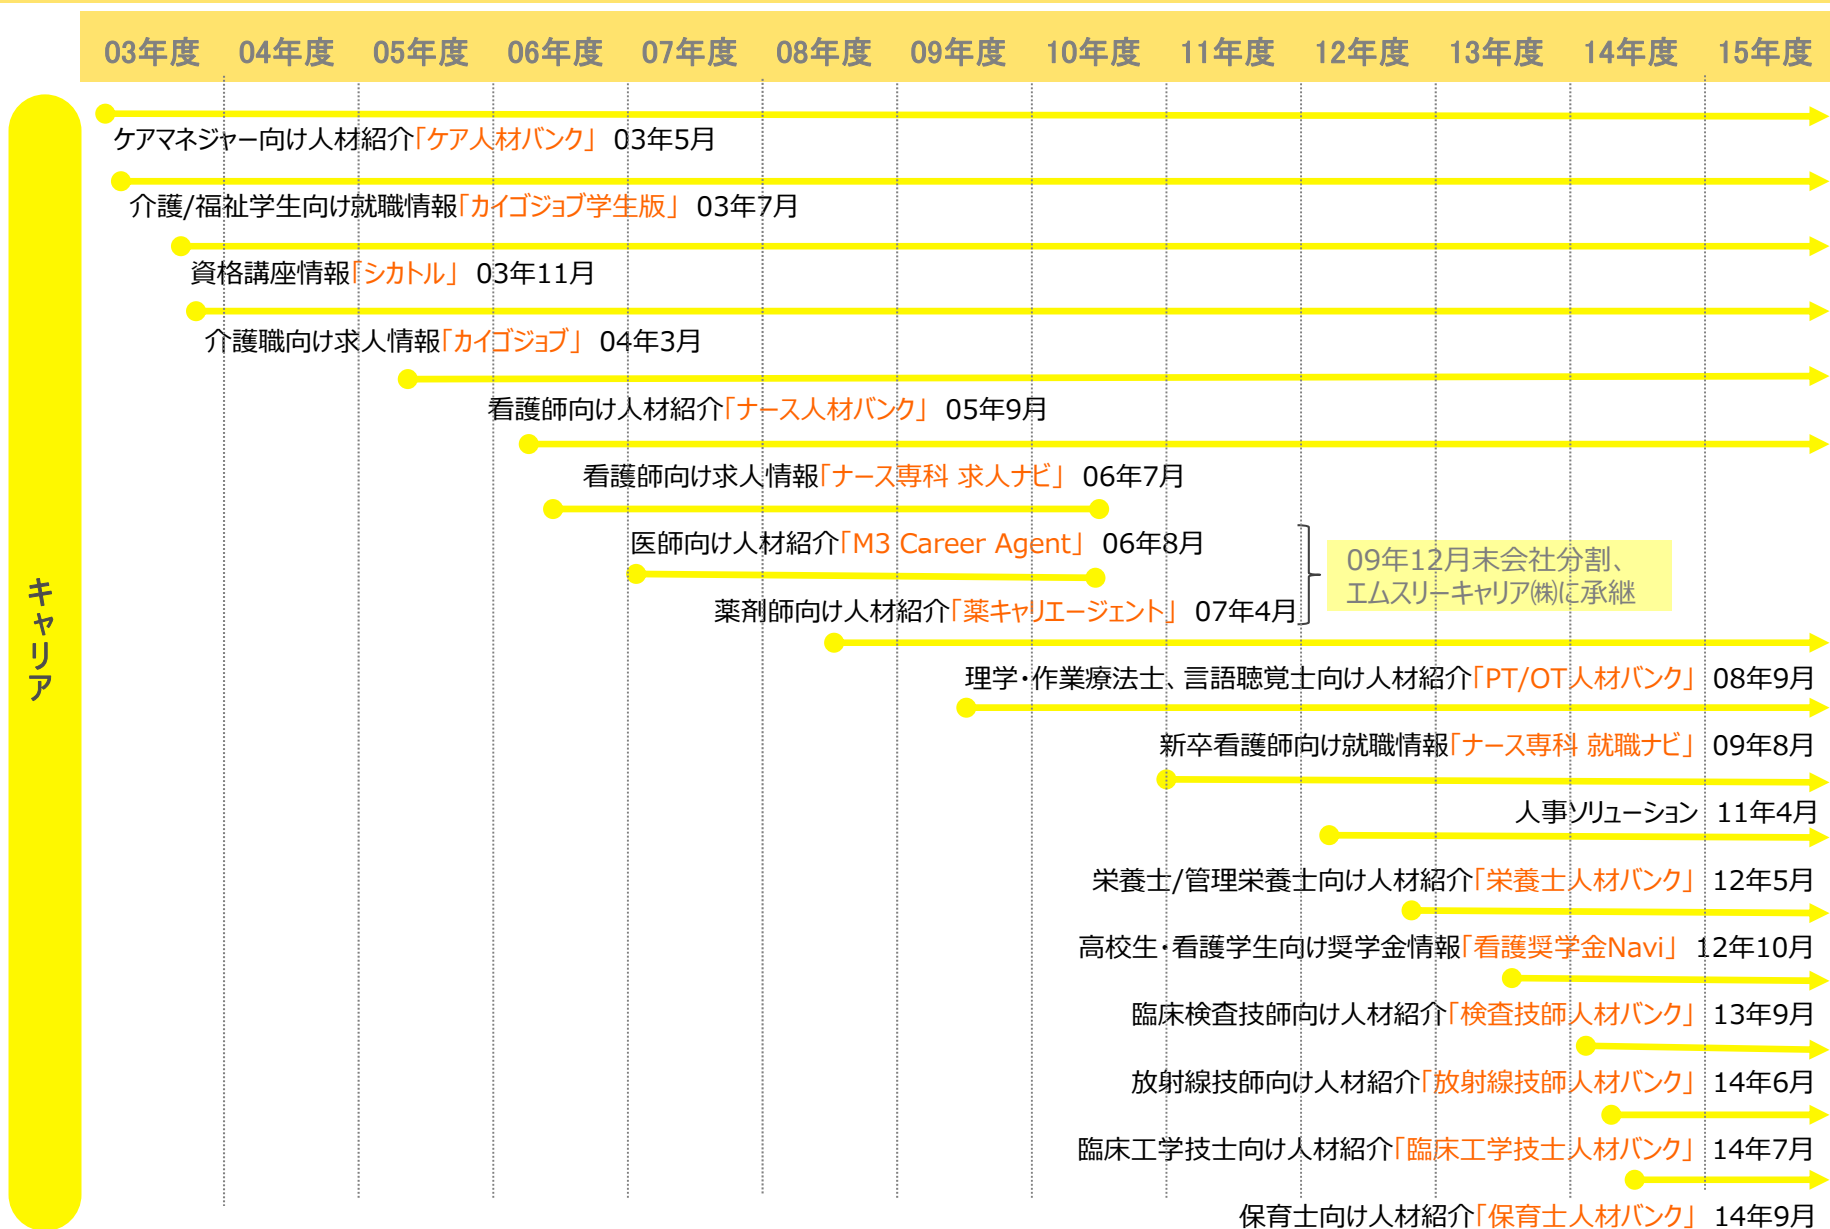 03年度 04年度 05年度 06年度 07年度 08年度 09年度 10年度 11年度 12年度 13年度 14年度 15年度
キャリア
ケアマネジャー向け人材紹介「ケア人材バンク」 03年5月
介護/福祉学生向け就職情報「カイゴジョブ学生版」 03年7月
資格講座情報「シカトル」 03年11月
介護職向け求人情報「カイゴジョブ」 04年3月
看護師向け人材紹介「ナース人材バンク」 05年9月
看護師向け求人情報「ナース専科 求人ナビ」 06年7月
医師向け人材紹介「M3 Career Agent」 06年8月
薬剤師向け人材紹介「薬キャリエージェント」 07年4月
09年12月末会社分割、
エムスリーキャリア㈱に承継
理学・作業療法士、言語聴覚士向け人材紹介「PT/OT人材バンク」 08年9月
新卒看護師向け就職情報「ナース専科 就職ナビ」 09年8月
人事ソリューション 11年4月
栄養士/管理栄養士向け人材紹介「栄養士人材バンク」 12年5月
高校生・看護学生向け奨学金情報「看護奨学金Navi」 12年10月
臨床検査技師向け人材紹介「検査技師人材バンク」 13年9月
放射線技師向け人材紹介「放射線技師人材バンク」 14年6月
臨床工学技士向け人材紹介「臨床工学技士人材バンク」 14年7月
保育士向け人材紹介「保育士人材バンク」 14年9月